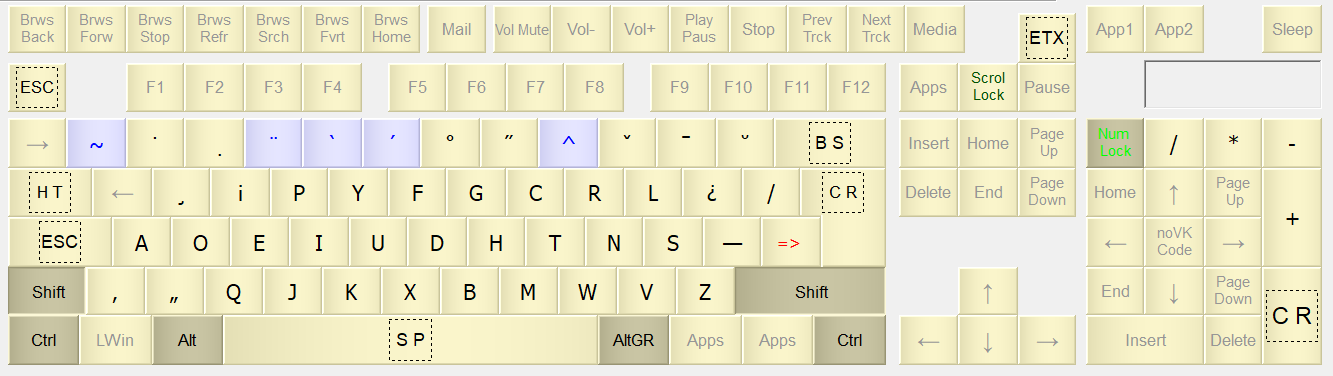 Brws Back Brws Forw Brws Stop Brws Refr Brws Srch Brws Fvrt Brws Home Mail Vol Mute Vol- Vol+ Play Paus Stop Prev Trck Next Trck Media ETX App1 App2 Sleep
ESC F1 F2 F3 F4 F5 F6 F7 F8 F9 F10 F11 F12 Apps Scrol Lock Pause
→ ~ ˙ . ¨ ` ´ ° ˝ ^ ˇ ¯ ˘ BS Insert Home Page Up Num Lock / * -
HT ← ¸ i P Y F G C R L ¿ / CR Delete End Page Down Home ↑ Page Up +
ESC A O E I U D H T N S — => ← noVK Code →
Shift , „ Q J K X B M W V Z Shift ↑ End ↓ Page Down CR
Ctrl LWin Alt SP AltGR Apps Apps Ctrl ← ↓ → Insert Delete